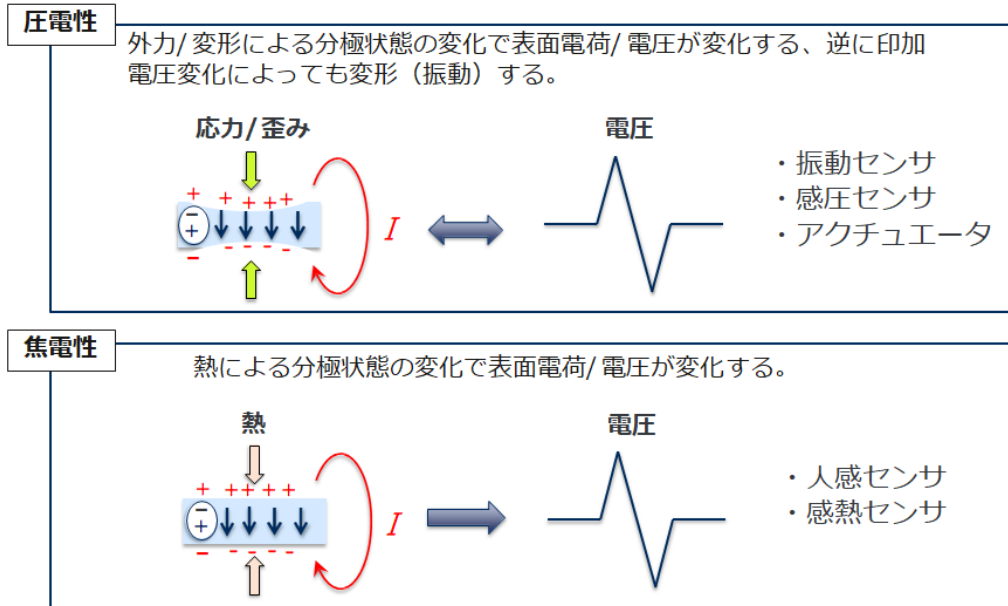 圧電性
外力/変形による分極状態の変化で表面電荷/電圧が変化する、逆に印加
電圧変化によっても変形（振動）する。
応力/歪み
電圧
+ + + + +
−
+
− - - - -
I
・振動センサ
・感圧センサ
・アクチュエータ
焦電性
熱による分極状態の変化で表面電荷/電圧が変化する。
熱
電圧
+ + + + +
−
+
− - - - -
I
・人感センサ
・感熱センサ